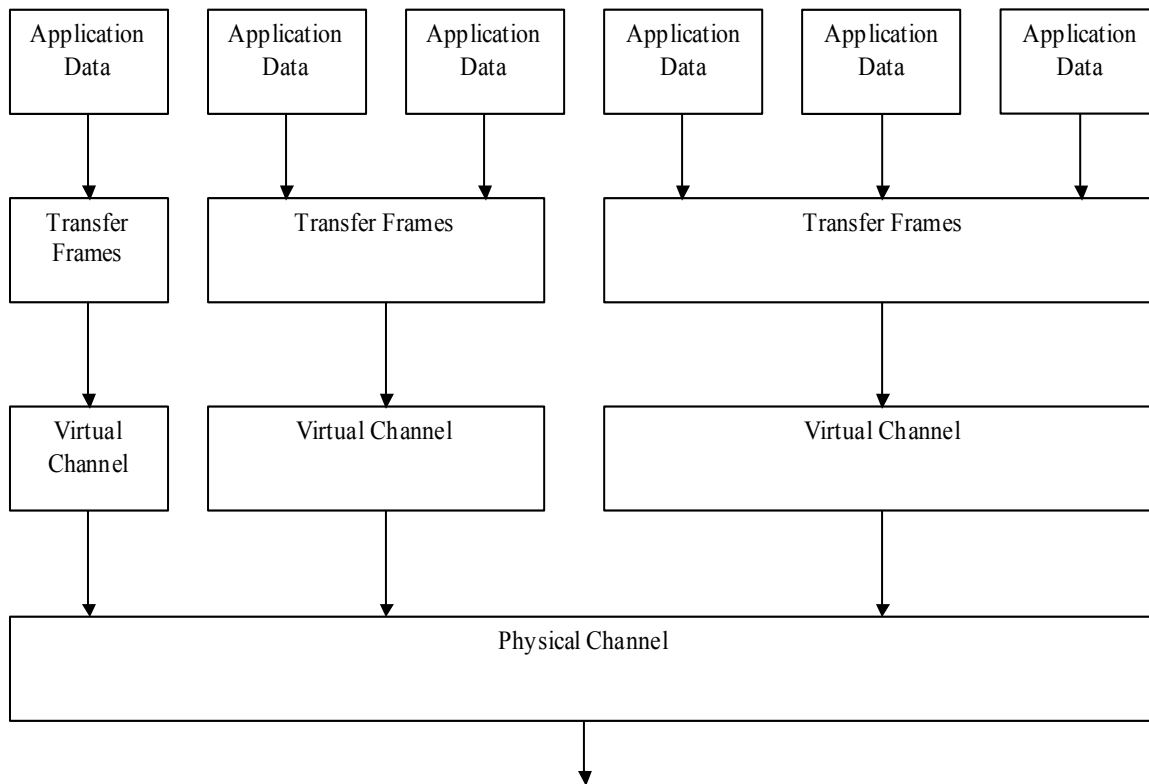 Application
Data
Application
Data
Application
Data
Application
Data
Application
Data
Application
Data
Transfer
Frames
Transfer Frames
Transfer Frames
Virtual
Channel
Virtual Channel
Virtual Channel
Physical Channel